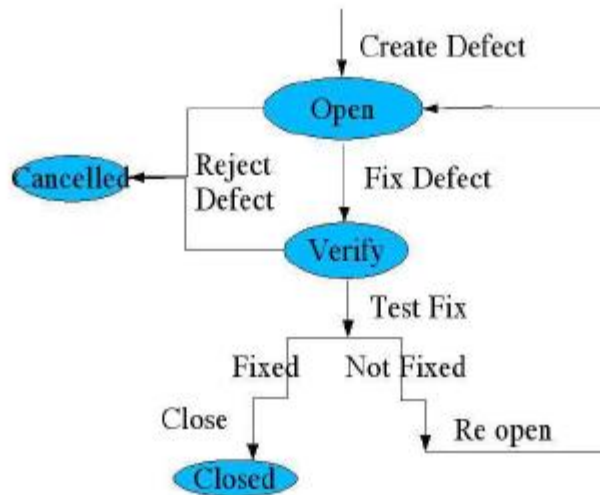 Create Defect
Open
Cancelled
Reject
Defect
Fix Defect
Verify
Test Fix
Fixed
Not Fixed
Close
Re open
Closed